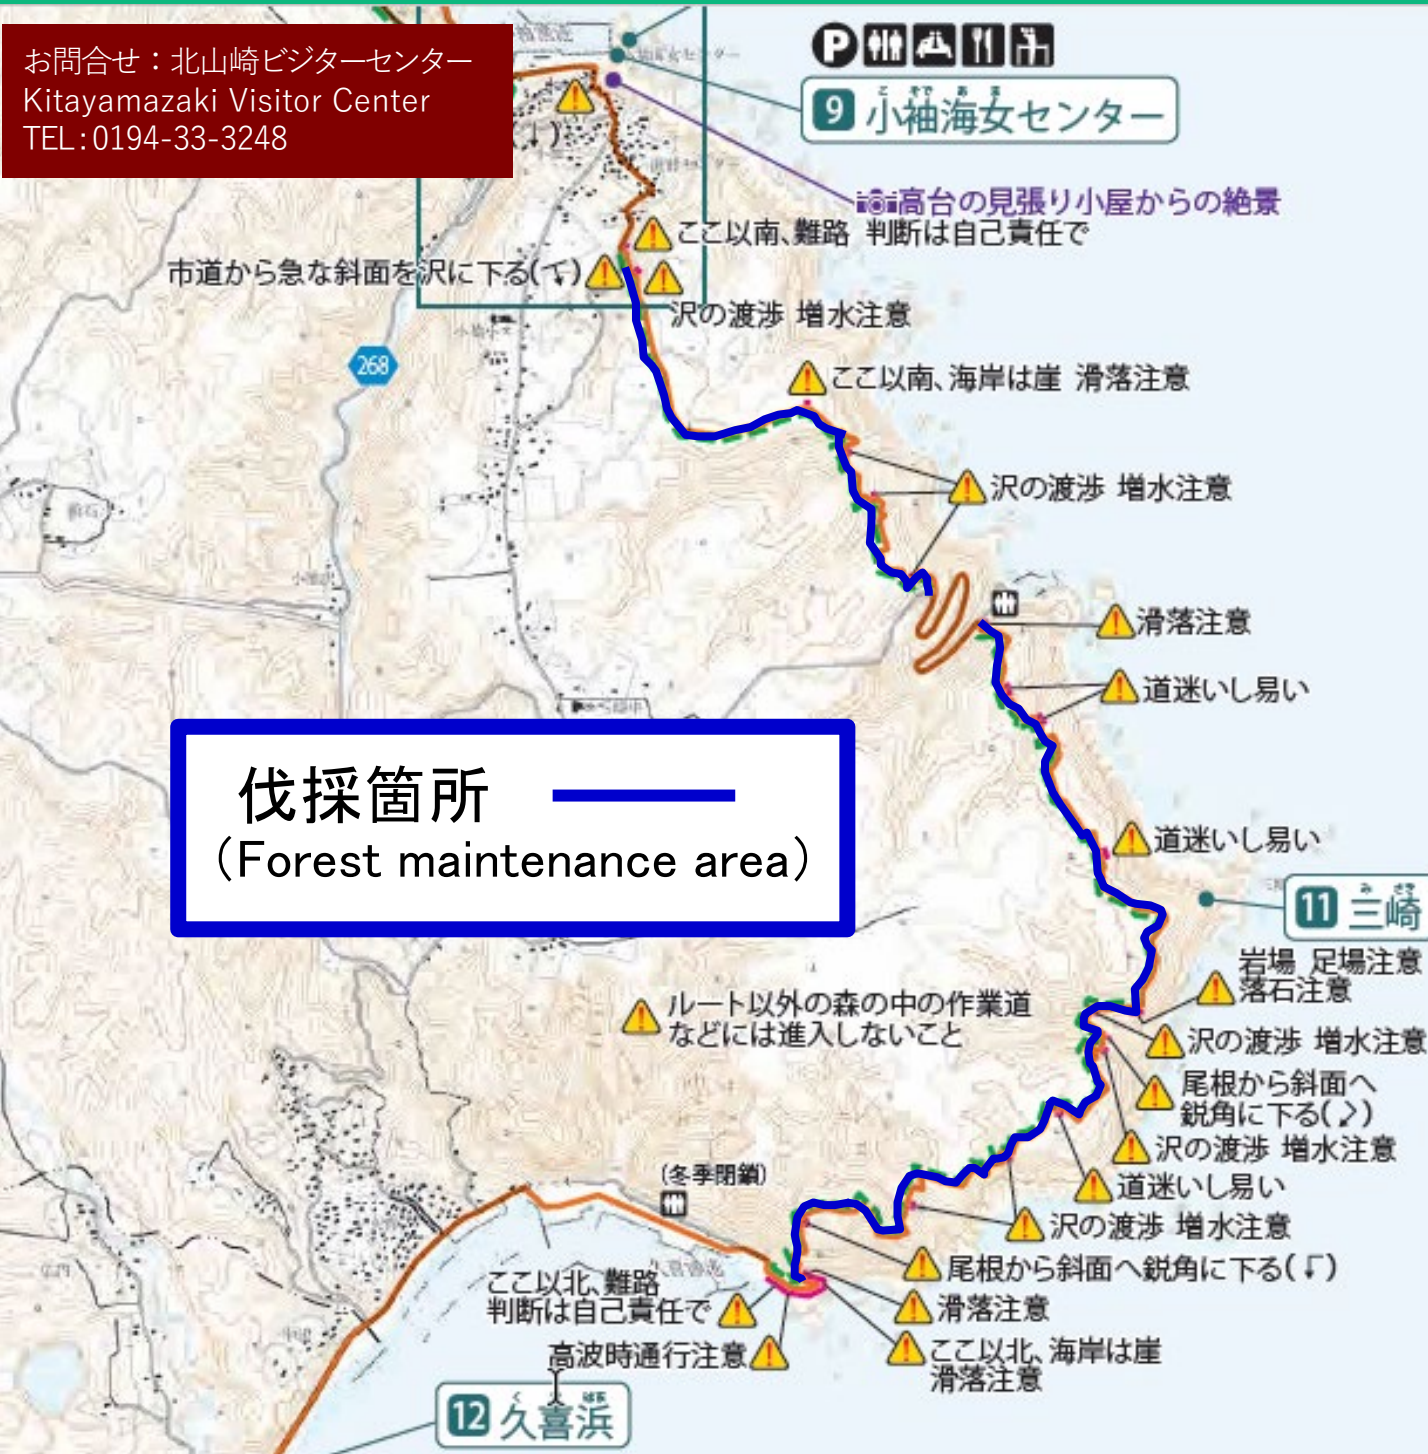 お問合せ：北山崎ビジターセンター
Kitayamazaki Visitor Center
TEL:0194-33-3248
P
9 小袖海女センター
こ そで あ ま
高台の見張り小屋からの絶景
ここ以南、難路 判断は自己責任で
市道から急な斜面を沢に下る
沢の渡渉 増水注意
268
ここ以南、海岸は崖 滑落注意
沢の渡渉 増水注意
滑落注意
道迷いし易い
伐採箇所
（Forest maintenance area）
道迷いし易い
み さき
11 三崎
岩場 足場注意
落石注意
ルート以外の森の中の作業道
などには進入しないこと
沢の渡渉 増水注意
尾根から斜面へ
鋭角に下る
沢の渡渉 増水注意
(冬季閉鎖)
道迷いし易い
沢の渡渉 増水注意
尾根から斜面へ鋭角に下る
ここ以北、難路
判断は自己責任で
滑落注意
高波時通行注意
ここ以北、海岸は崖
滑落注意
12 久喜浜